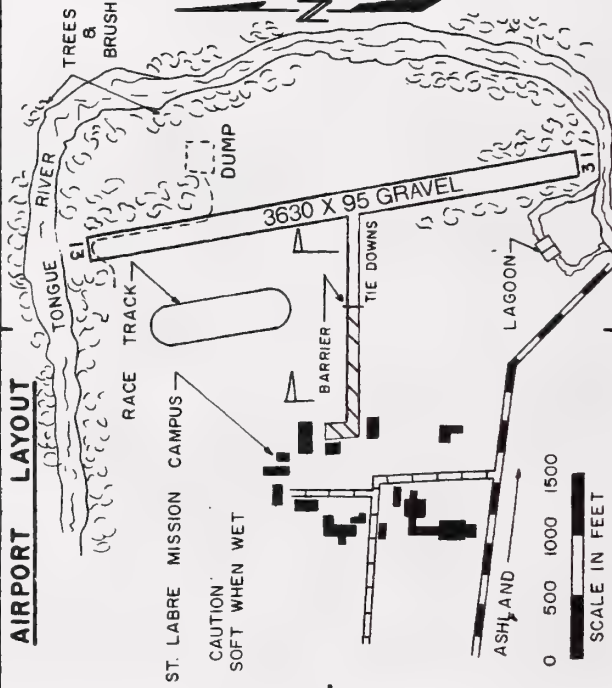 AIRPORT LAYOUT
TREES
&
BRUSH
N
TONGUE RIVER
DUMP
13
3630 X 95 GRAVEL
31
RACE TRACK
TIE DOWNS
BARRIER
LAGOON
ST. LABRE MISSION CAMPUS
CAUTION
SOFT WHEN WET
ASHLAND
0 500 1000 1500
SCALE IN FEET